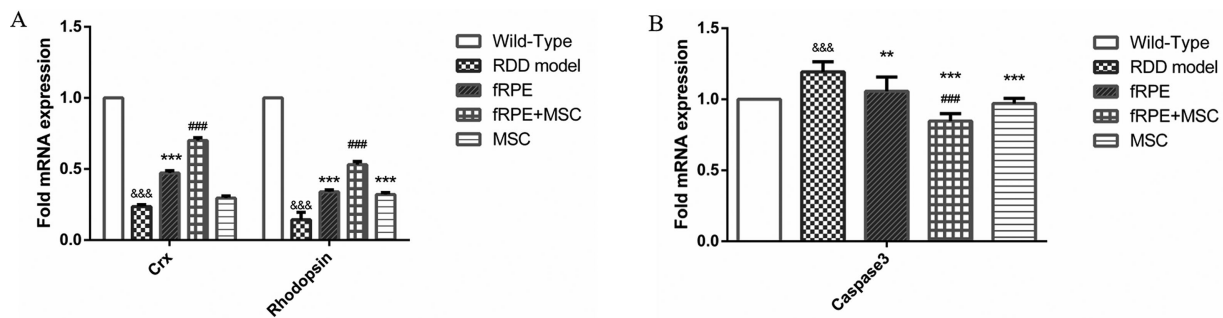 A
Fold mRNA expression
1.5
1.0
0.5
0.0
&&&
***
###
&&&
***
###
***
Crx
Rhodopsin
Wild-Type
RDD model
fRPE
fRPE+MSC
MSC
B
Fold mRNA expression
1.5
1.0
0.5
0.0
&&&
**
***
###
***
Caspase3
Wild-Type
RDD model
fRPE
fRPE+MSC
MSC